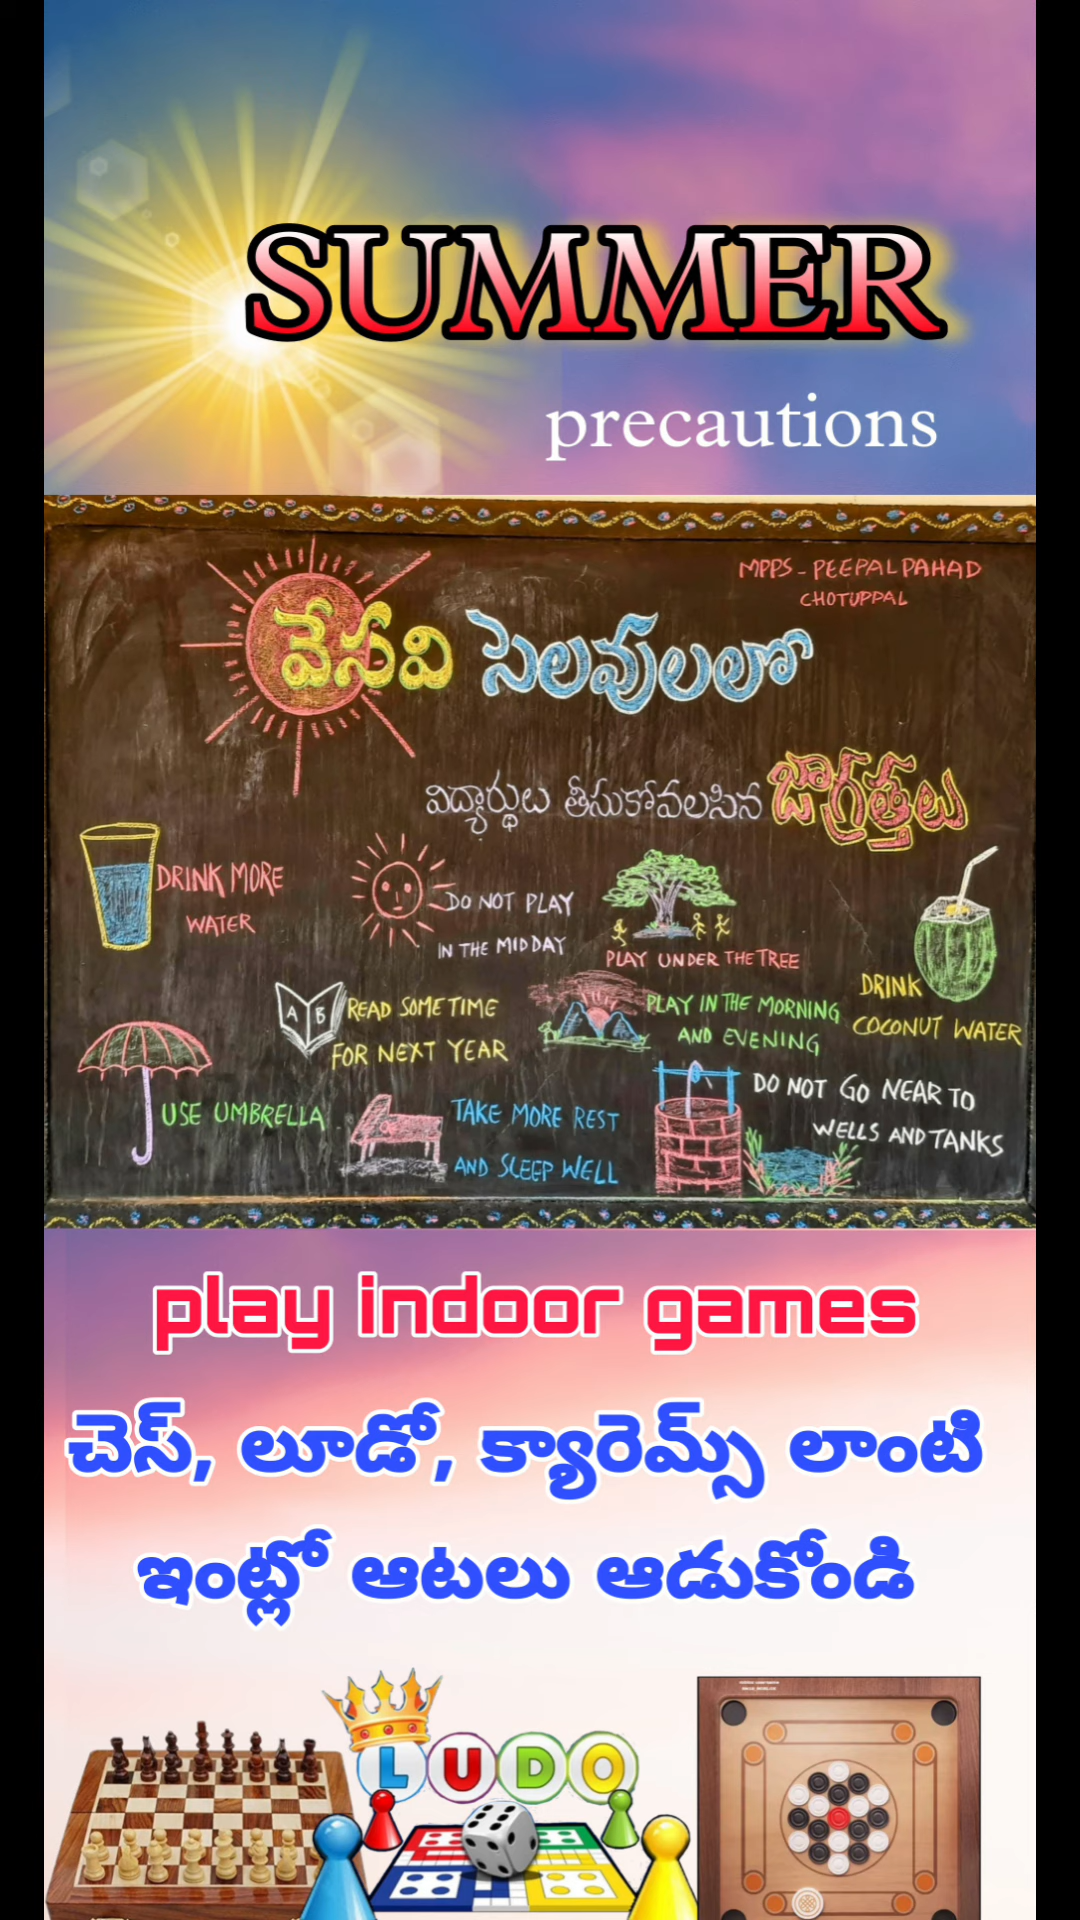 SUMMER
precautions
MPPS - PEEPAL PAHAD
CHOTUPPAL
వేసవి సెలవులలో
విద్యార్థులు తీసుకోవలసిన జాగ్రత్తలు
DRINK MORE
WATER
DO NOT PLAY
IN THE MID DAY
PLAY UNDER THE TREE
DRINK
COCONUT WATER
A B
READ SOME TIME
FOR NEXT YEAR
PLAY IN THE MORNING
AND EVENING
USE UMBRELLA
TAKE MORE REST
AND SLEEP WELL
DO NOT GO NEAR TO
WELLS AND TANKS
play indoor games
చెస్, లూడో, క్యారెమ్స్ లాంటి
ఇంట్లో ఆటలు ఆడుకోండి
LUDO